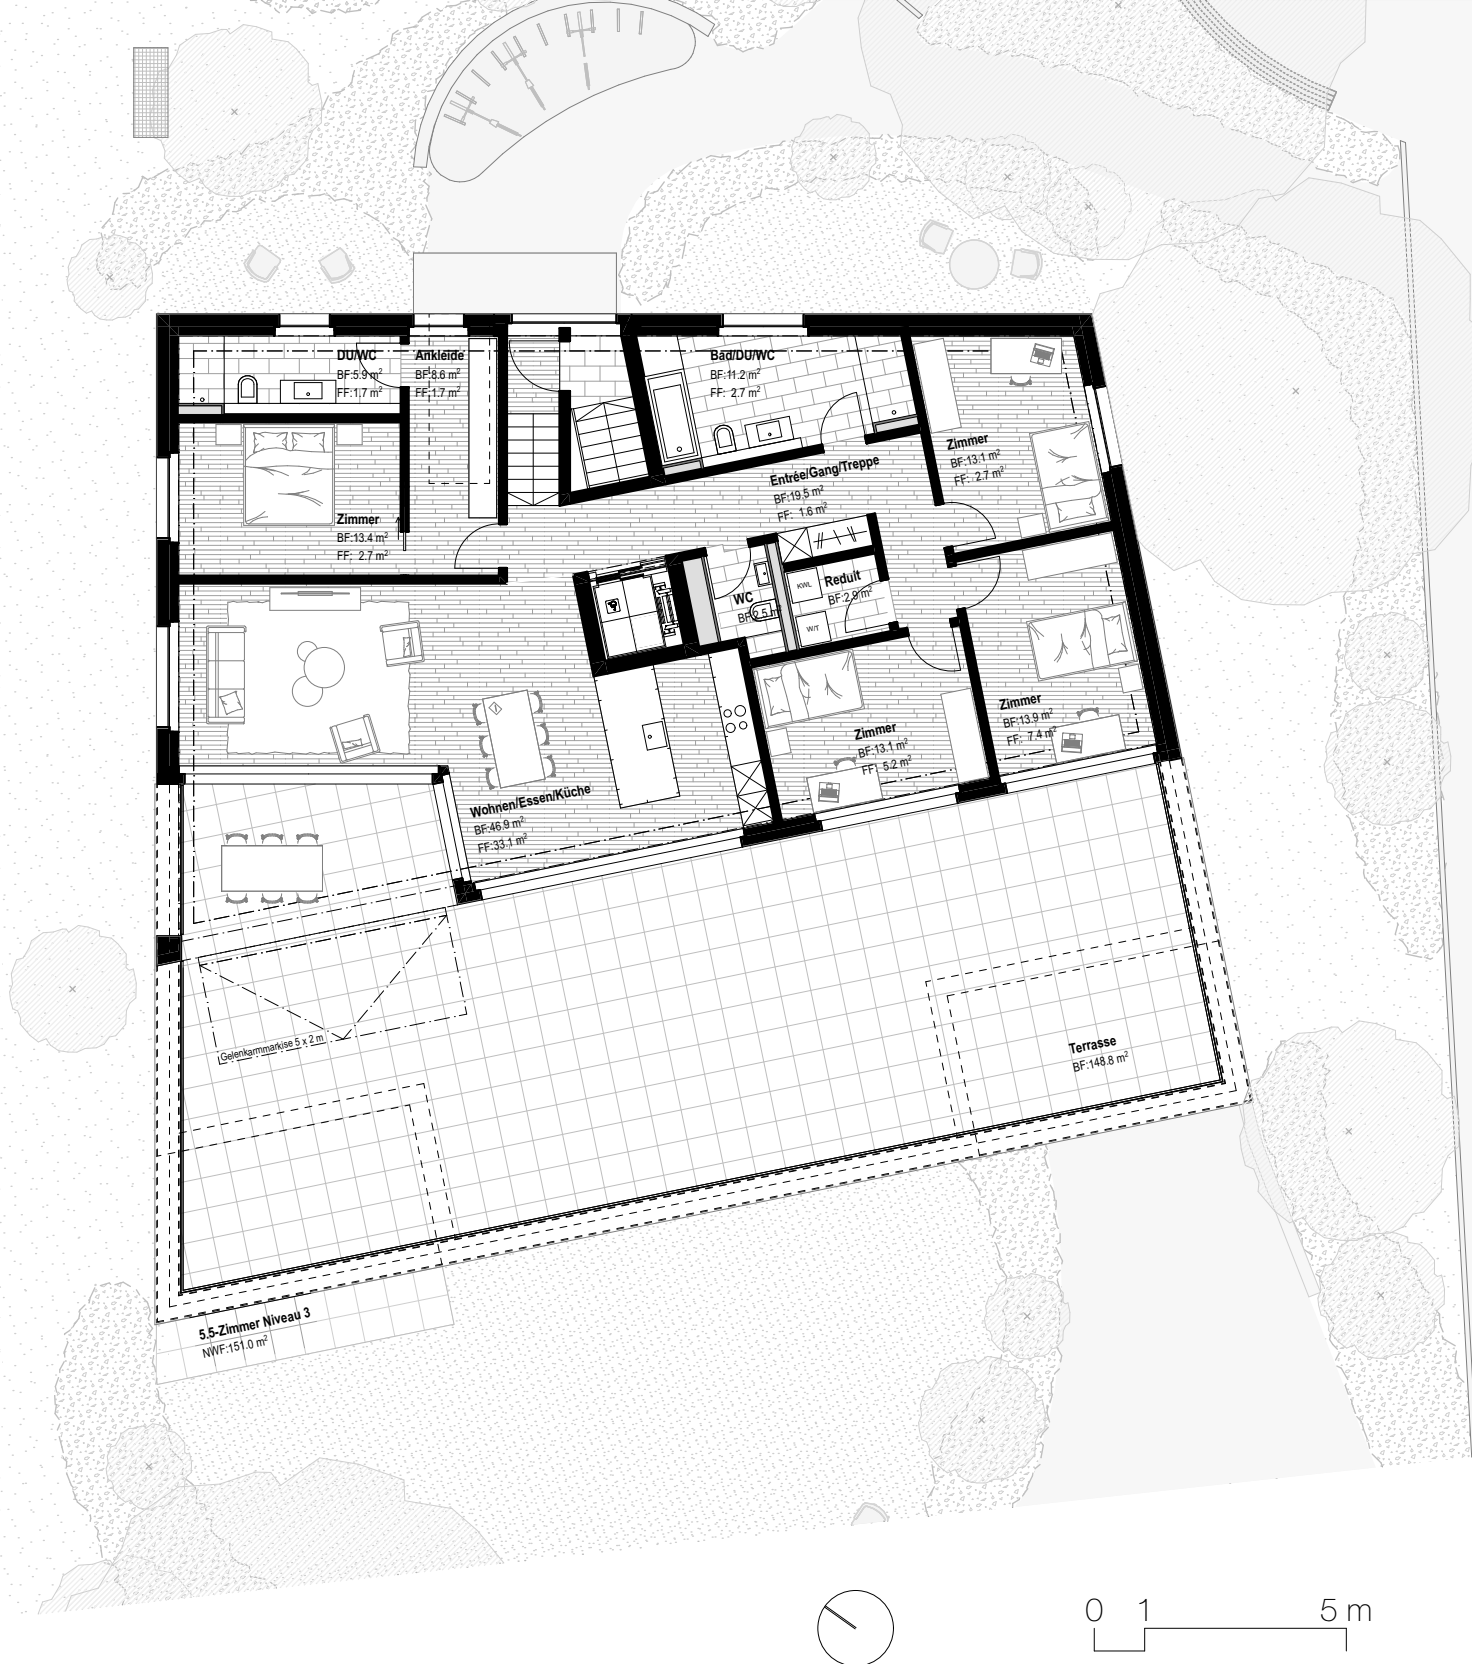 DU/WC
BF:5.9 m²
FF:1.7 m²
Ankleide
BF:8.6 m²
FF:1.7 m²
Bad/DU/WC
BF:11.2 m²
FF: 2.7 m²
Zimmer
BF:13.1 m²
FF: 2.7 m²
Entrée/Gang/Treppe
BF:19.5 m²
FF: 1.6 m²
Zimmer
BF:13.4 m²
FF: 2.7 m²
WC
BF:2.5 m²
Reduit
BF:2.9 m²
KWL
W/T
Zimmer
BF:13.9 m²
FF: 7.4 m²
Zimmer
BF:13.1 m²
FF: 5.2 m²
Wohnen/Essen/Küche
BF:46.9 m²
FF:33.1 m²
Gelenkarmmarkise 5 x 2 m
Terrasse
BF:148.8 m²
5.5-Zimmer Niveau 3
NWF:151.0 m²
0 1 5 m